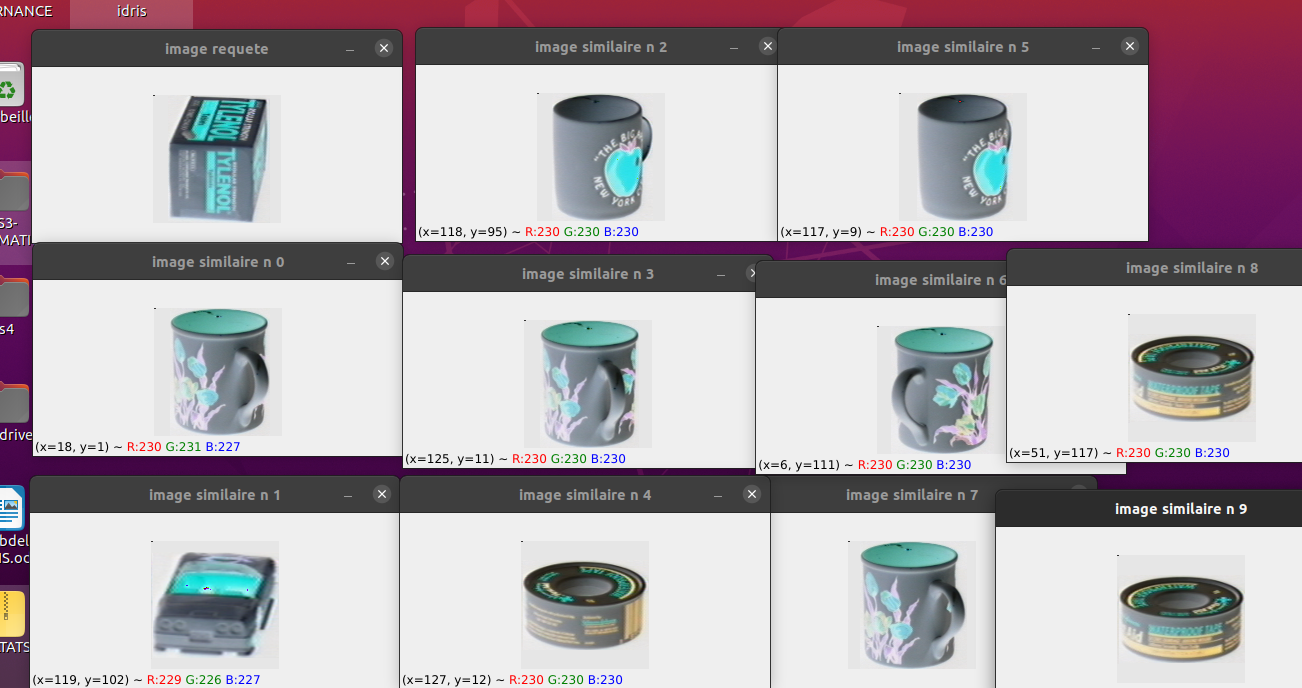 RNANCE
idris
image requete
TYLENOL
TYLENOL
image similaire n 2
"THE BIG A
NEW YORK
(x=118, y=95) ~ R:230 G:230 B:230
image similaire n 5
"THE BIG
NEW YORK
(x=117, y=9) ~ R:230 G:230 B:230
beille
S3-
MATI
s4
drive
bdel
IS.oc
TATS
image similaire n 0
(x=18, y=1) ~ R:230 G:231 B:227
image similaire n 3
(x=125, y=11) ~ R:230 G:230 B:230
image similaire n 6
(x=6, y=111) ~ R:230 G:230 B:230
image similaire n 8
WATERPROOF TAPE
(x=51, y=117) ~ R:230 G:230 B:230
image similaire n 1
(x=119, y=102) ~ R:229 G:226 B:227
image similaire n 4
(x=127, y=12) ~ R:230 G:230 B:230
image similaire n 7
image similaire n 9
WATERPROOF TAPE